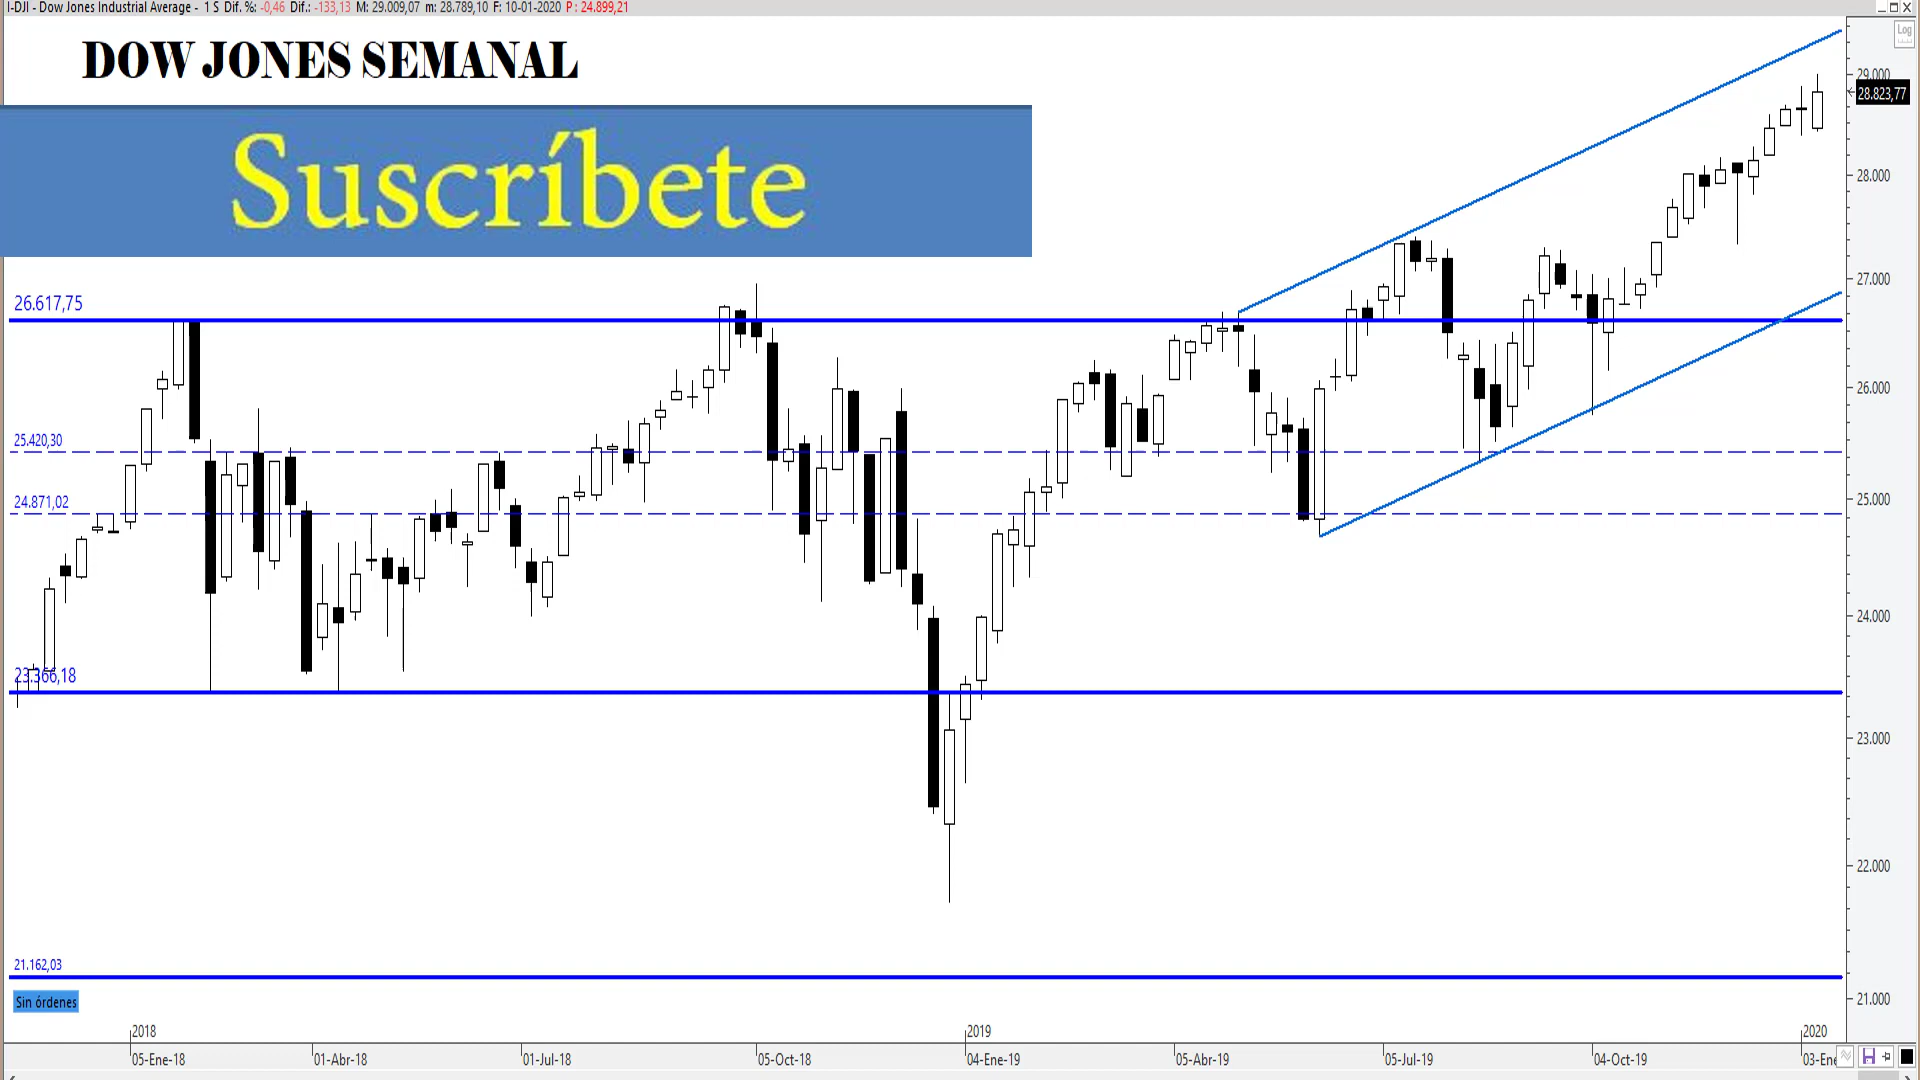 I-DJI - Dow Jones Industrial Average - 1 S Dif. %: -0,46 Dif.: -133,13 M: 29.009,07 m: 28.789,10 F: 10-01-2020 P: 24.899,21
DOW JONES SEMANAL
Log
29.000
28.823,77
Suscríbete
28.000
27.000
26.617,75
26.000
25.420,30
24.871,02
25.000
24.000
23.366,18
23.000
22.000
21.162,03
Sin órdenes
21.000
2018
2019
2020
05-Ene-18
01-Abr-18
01-Jul-18
05-Oct-18
04-Ene-19
05-Abr-19
05-Jul-19
04-Oct-19
03-Ene